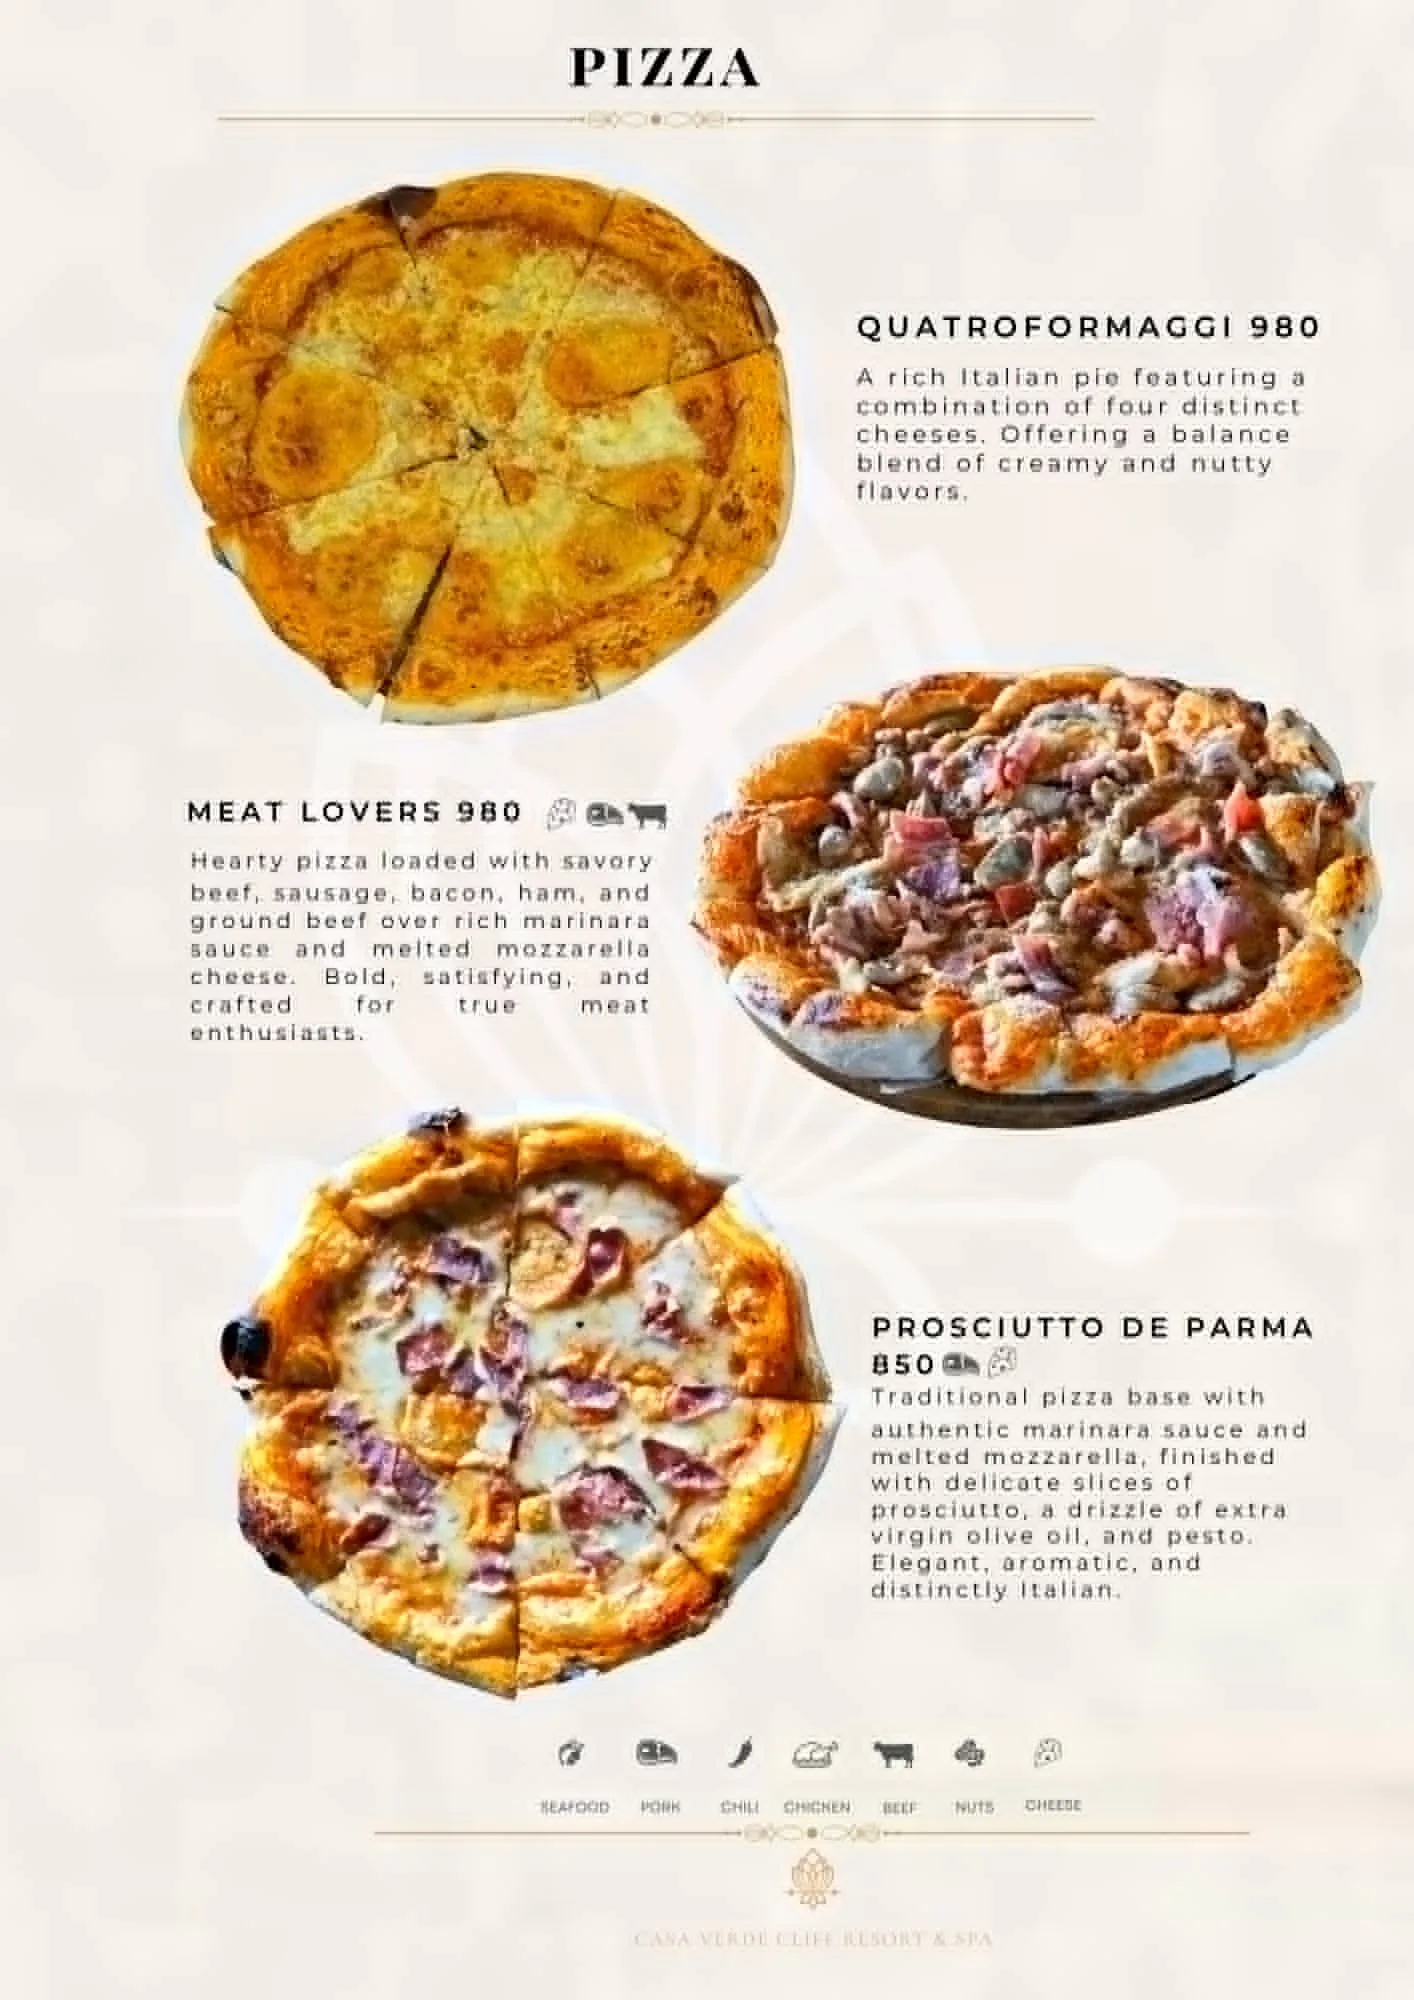 PIZZA
QUATROFORMAGGI 980
A rich Italian pie featuring a
combination of four distinct
cheeses. Offering a balance
blend of creamy and nutty
flavors.
MEAT LOVERS 980
Hearty pizza loaded with savory
beef, sausage, bacon, ham, and
ground beef over rich marinara
sauce and melted mozzarella
cheese. Bold, satisfying, and
crafted for true meat
enthusiasts.
PROSCIUTTO DE PARMA
850
Traditional pizza base with
authentic marinara sauce and
melted mozzarella, finished
with delicate slices of
prosciutto, a drizzle of extra
virgin olive oil, and pesto.
Elegant, aromatic, and
distinctly Italian.
SEAFOOD PORK CHILI CHICKEN BEEF NUTS CHEESE
CASA VERDE CLIFF RESORT & SPA